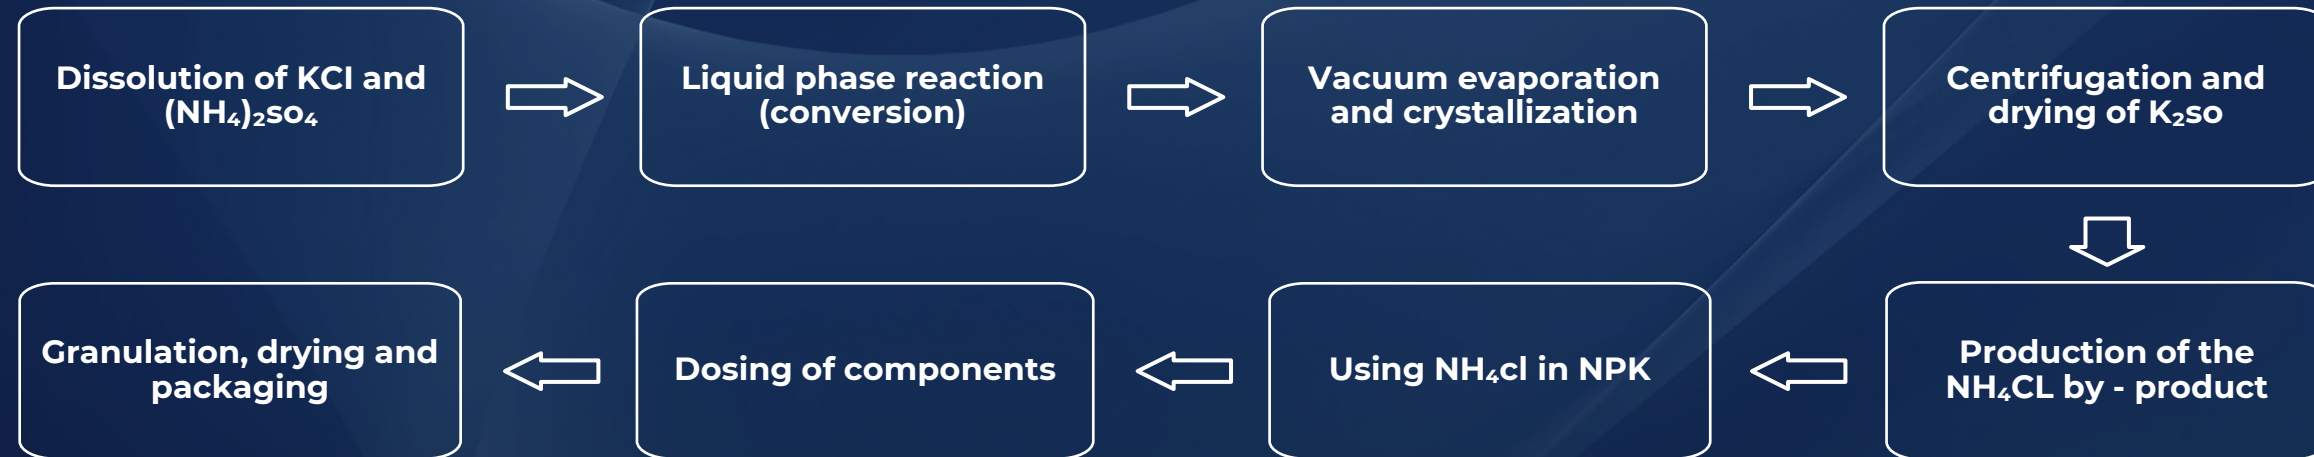 Dissolution of KCl and
(NH₄)₂so₄
Liquid phase reaction
(conversion)
Vacuum evaporation
and crystallization
Centrifugation and
drying of K₂so
Production of the
NH₄CL by - product
Using NH₄cl in NPK
Dosing of components
Granulation, drying and
packaging